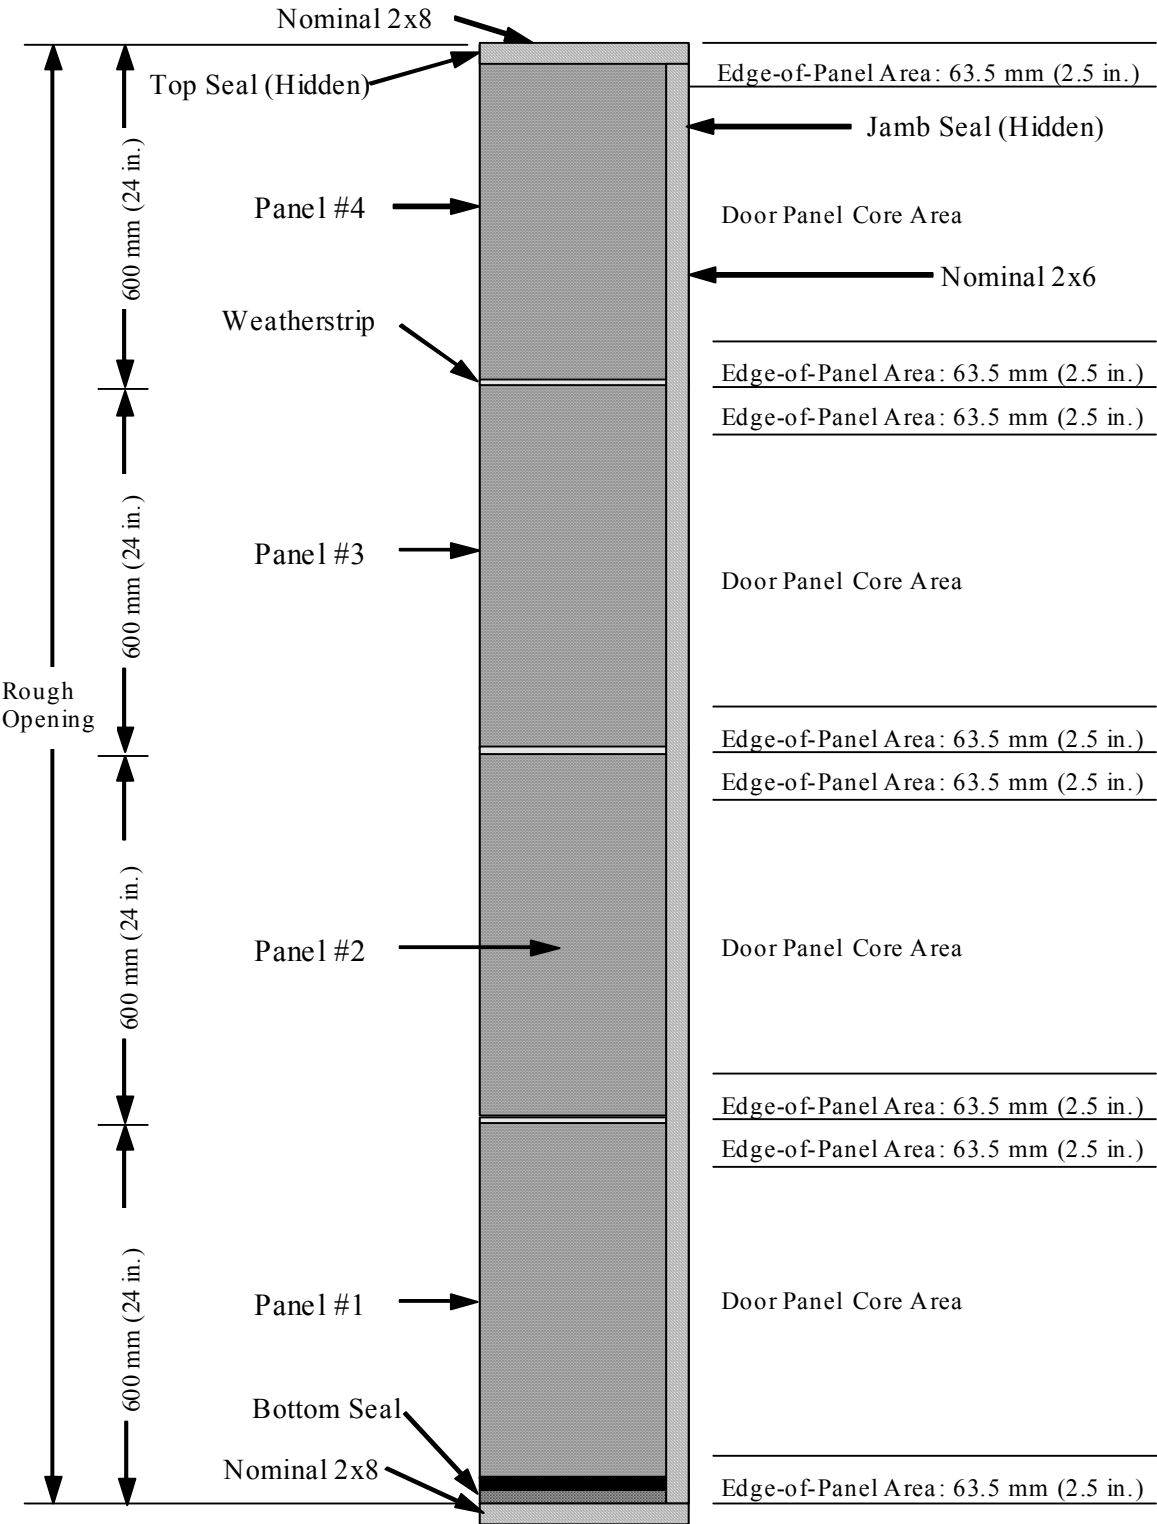 Nominal 2x8
Top Seal (Hidden)
Edge-of-Panel Area: 63.5 mm (2.5 in.)
Jamb Seal (Hidden)
600 mm (24 in.)
Panel #4
Door Panel Core Area
Nominal 2x6
Weatherstrip
Edge-of-Panel Area: 63.5 mm (2.5 in.)
Edge-of-Panel Area: 63.5 mm (2.5 in.)
600 mm (24 in.)
Panel #3
Door Panel Core Area
Rough
Opening
Edge-of-Panel Area: 63.5 mm (2.5 in.)
Edge-of-Panel Area: 63.5 mm (2.5 in.)
600 mm (24 in.)
Panel #2
Door Panel Core Area
Edge-of-Panel Area: 63.5 mm (2.5 in.)
Edge-of-Panel Area: 63.5 mm (2.5 in.)
600 mm (24 in.)
Panel #1
Door Panel Core Area
Bottom Seal
Nominal 2x8
Edge-of-Panel Area: 63.5 mm (2.5 in.)